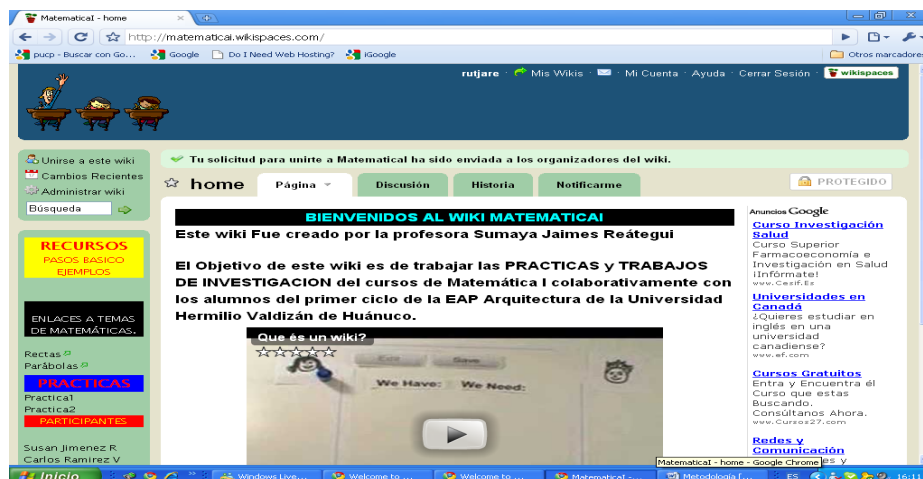 MatematicaI - home
http://matematicai.wikispaces.com/
pucp - Buscar con Go... Google Do I Need Web Hosting? iGoogle Otros marcadores
rutjare · Mis Wikis · Mi Cuenta · Ayuda · Cerrar Sesión · wikispaces
Unirse a este wiki
Cambios Recientes
Administrar wiki
Búsqueda
RECURSOS
PASOS BASICO
EJEMPLOS
ENLACES A TEMAS
DE MATEMÁTICAS.
Rectas
Paràbolas
PRACTICAS
Practica1
Practica2
PARTICIPANTES
Susan Jimenez R
Carlos Ramirez V
Tu solicitud para unirte a MatematicaI ha sido enviada a los organizadores del wiki.
home Página Discusión Historia Notificarme PROTEGIDO
BIENVENIDOS AL WIKI MATEMATICAI
Este wiki Fue creado por la profesora Sumaya Jaimes Reátegui
El Objetivo de este wiki es de trabajar las PRACTICAS y TRABAJOS
DE INVESTIGACION del cursos de Matemática I colaborativamente con
los alumnos del primer ciclo de la EAP Arquitectura de la Universidad
Hermilio Valdizán de Huánuco.
Que és un wiki?
Edit Save
We Have: We Need:
Anuncios Google
Curso Investigación
Salud
Curso Superior
Farmacoeconomía e
Investigación en Salud
¡Infórmate!
www.Cesif.Es
Universidades en
Canadá
¿Quieres estudiar en
inglés en una
universidad
canadiense?
www.ef.com
Cursos Gratuitos
Entra y Encuentra él
Curso que estas
Buscando.
Consúltanos Ahora.
www.Cursos27.com
Redes y
Comunicación
es y
MatematicaI - home - Google Chrome
Inicio Windows Live... Welcome to ... Welcome to ... MatematicaI -... Metodología [... ES 16:11